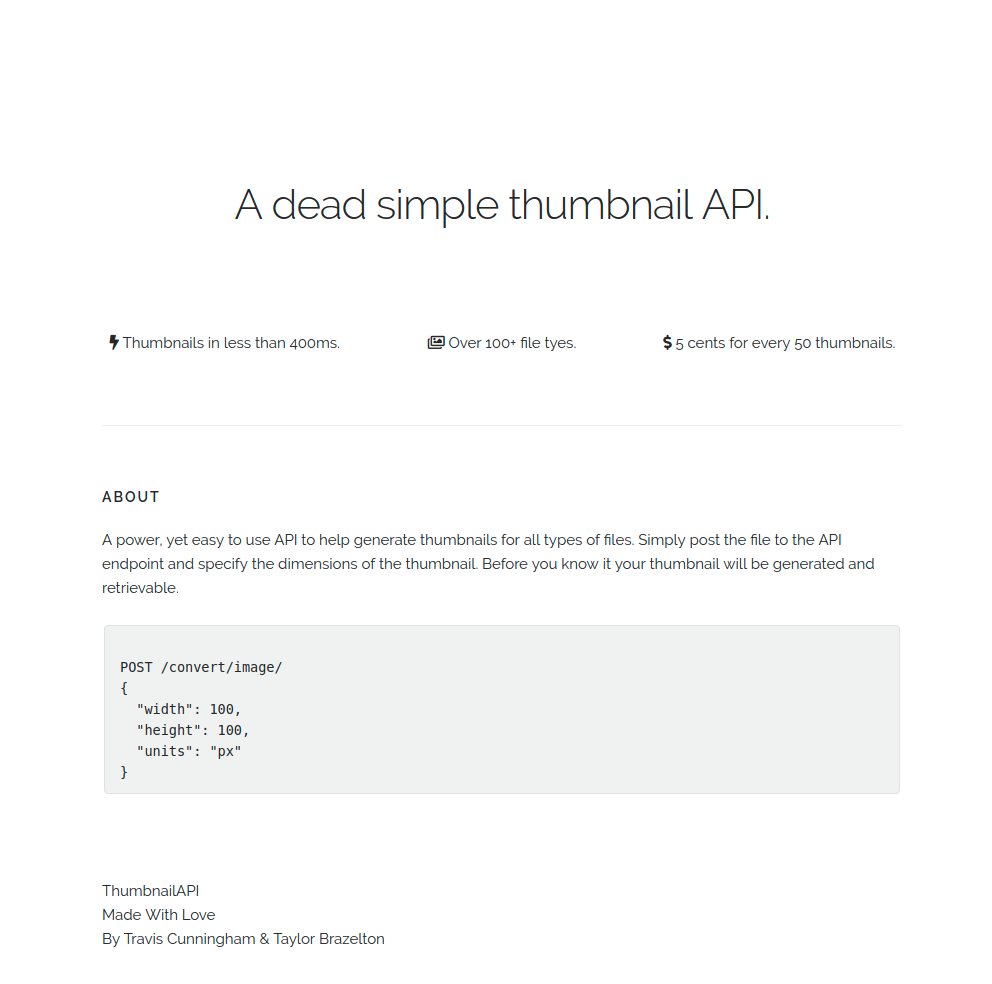 A dead simple thumbnail API.
Thumbnails in less than 400ms.
Over 100+ file tyes.
5 cents for every 50 thumbnails.
ABOUT
A power, yet easy to use API to help generate thumbnails for all types of files. Simply post the file to the API
endpoint and specify the dimensions of the thumbnail. Before you know it your thumbnail will be generated and
retrievable.
POST /convert/image/
{
  "width": 100,
  "height": 100,
  "units": "px"
}
ThumbnailAPI
Made With Love
By Travis Cunningham & Taylor Brazelton